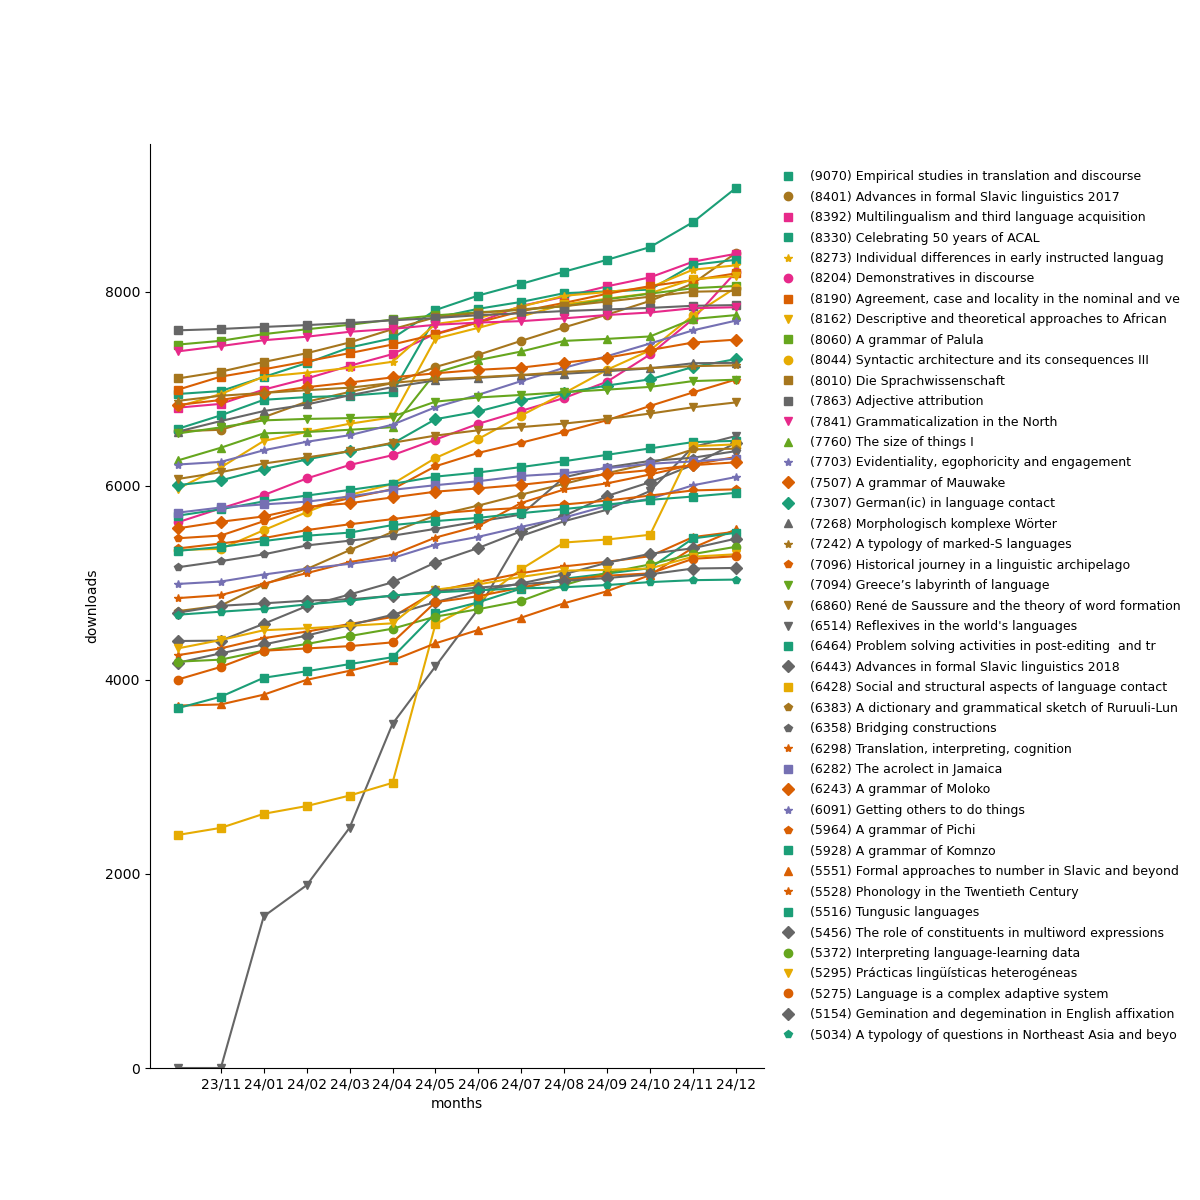 downloads
8000
6000
4000
2000
0
23/11 24/01 24/02 24/03 24/04 24/05 24/06 24/07 24/08 24/09 24/10 24/11 24/12
months
(9070) Empirical studies in translation and discourse
(8401) Advances in formal Slavic linguistics 2017
(8392) Multilingualism and third language acquisition
(8330) Celebrating 50 years of ACAL
(8273) Individual differences in early instructed languag
(8204) Demonstratives in discourse
(8190) Agreement, case and locality in the nominal and ve
(8162) Descriptive and theoretical approaches to African
(8060) A grammar of Palula
(8044) Syntactic architecture and its consequences III
(8010) Die Sprachwissenschaft
(7863) Adjective attribution
(7841) Grammaticalization in the North
(7760) The size of things I
(7703) Evidentiality, egophoricity and engagement
(7507) A grammar of Mauwake
(7307) German(ic) in language contact
(7268) Morphologisch komplexe Wörter
(7242) A typology of marked-S languages
(7096) Historical journey in a linguistic archipelago
(7094) Greece’s labyrinth of language
(6860) René de Saussure and the theory of word formation
(6514) Reflexives in the world's languages
(6464) Problem solving activities in post-editing  and tr
(6443) Advances in formal Slavic linguistics 2018
(6428) Social and structural aspects of language contact
(6383) A dictionary and grammatical sketch of Ruruuli-Lun
(6358) Bridging constructions
(6298) Translation, interpreting, cognition
(6282) The acrolect in Jamaica
(6243) A grammar of Moloko
(6091) Getting others to do things
(5964) A grammar of Pichi
(5928) A grammar of Komnzo
(5551) Formal approaches to number in Slavic and beyond
(5528) Phonology in the Twentieth Century
(5516) Tungusic languages
(5456) The role of constituents in multiword expressions
(5372) Interpreting language-learning data
(5295) Prácticas lingüísticas heterogéneas
(5275) Language is a complex adaptive system
(5154) Gemination and degemination in English affixation
(5034) A typology of questions in Northeast Asia and beyo